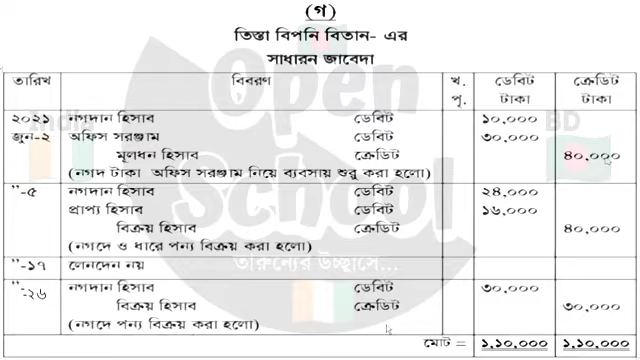 (গ)
তিস্তা বিপনি বিতান- এর
সাধারন জাবেদা
তারিখ বিবরণ খ. পৃ. ডেবিট টাকা ক্রেডিট টাকা
২০২১ নগদান হিসাব ডেবিট ১০,০০০
জুন-২ অফিস সরঞ্জাম ডেবিট ৩০,০০০
মূলধন হিসাব ক্রেডিট ৪০,০০০
(নগদ টাকা অফিস সরঞ্জাম নিয়ে ব্যবসায় শুরু করা হলো)
"-৫ নগদান হিসাব ডেবিট ২৪,০০০
প্রাপ্য হিসাব ডেবিট ১৬,০০০
বিক্রয় হিসাব ক্রেডিট ৪০,০০০
(নগদে ও ধারে পন্য বিক্রয় করা হলো)
"-১৭ লেনদেন নয়
"-২৬ নগদান হিসাব ডেবিট ৩০,০০০
বিক্রয় হিসাব ক্রেডিট ৩০,০০০
(নগদে পন্য বিক্রয় করা হলো)
মোট = ১,১০,০০০ ১,১০,০০০
Open School
India
BD
তারুন্যের উচ্ছ্বাসে...